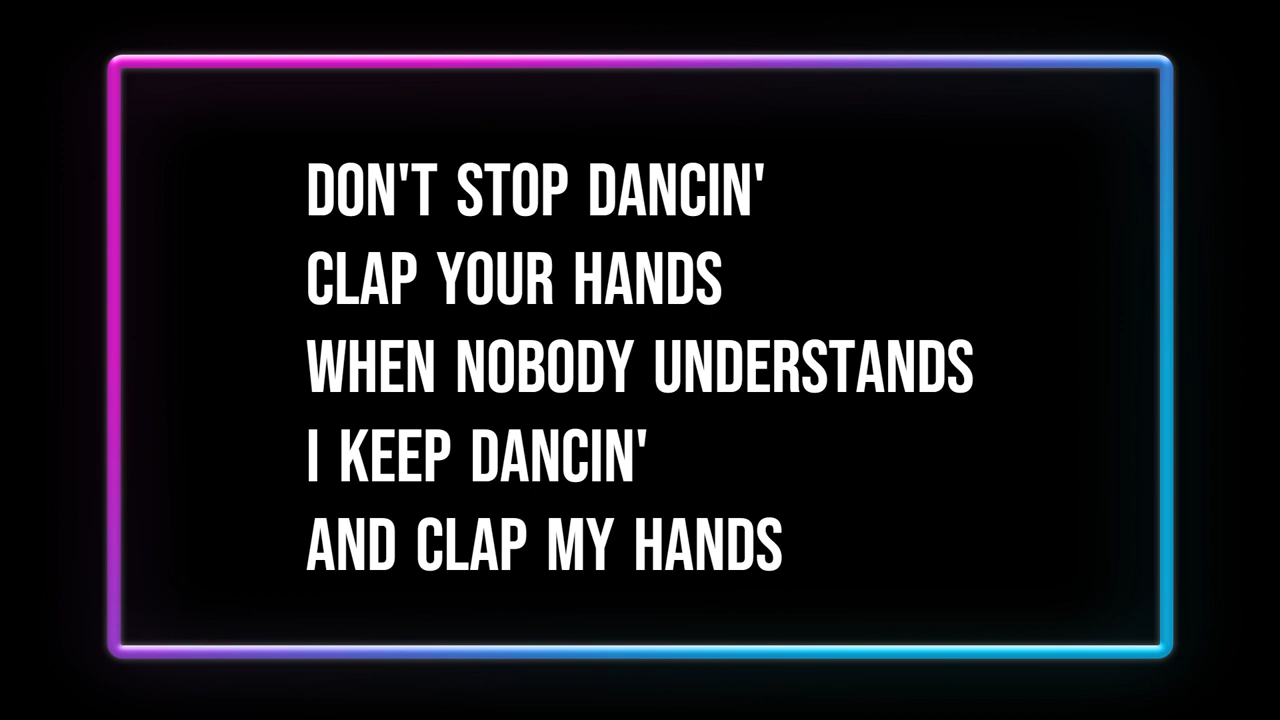 DON'T STOP DANCIN'
CLAP YOUR HANDS
WHEN NOBODY UNDERSTANDS
I KEEP DANCIN'
AND CLAP MY HANDS